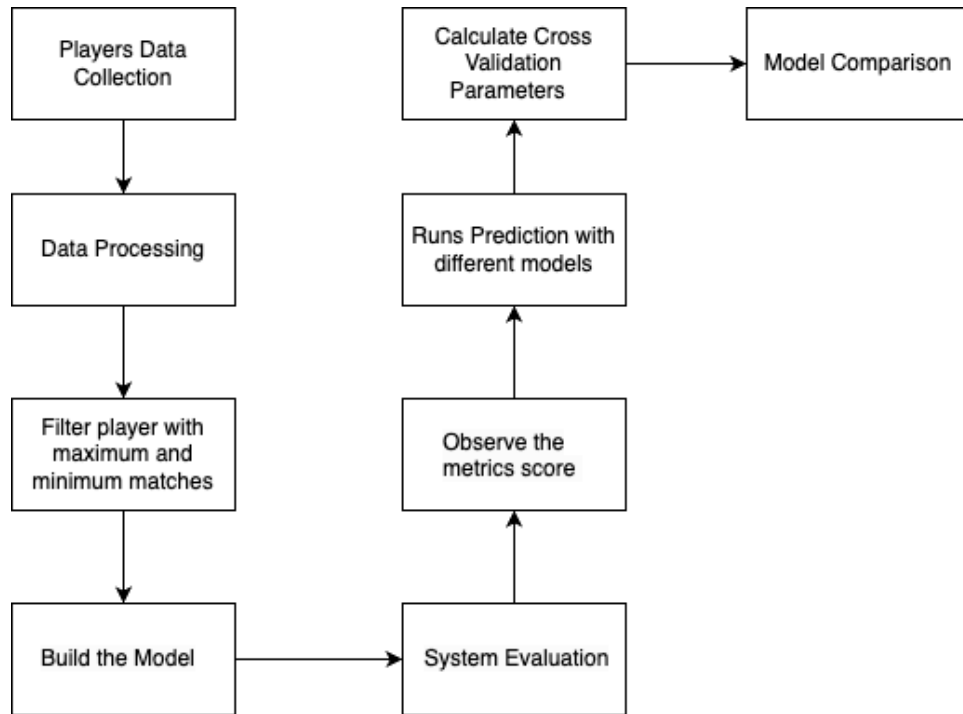 Players Data
Collection
Data Processing
Filter player with
maximum and
minimum matches
Build the Model
System Evaluation
Observe the
metrics score
Runs Prediction with
different models
Calculate Cross
Validation
Parameters
Model Comparison